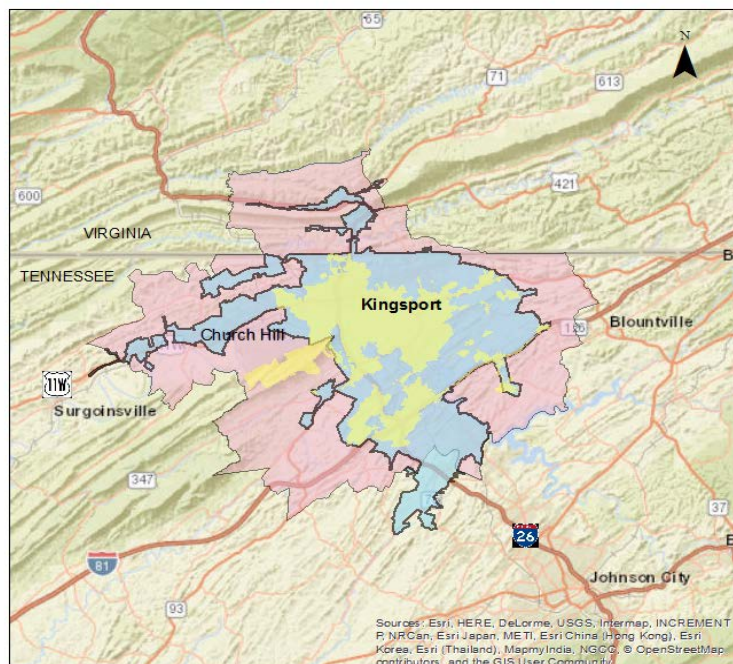 N
65
71
613
600
421
VIRGINIA
TENNESSEE
B
Kingsport
126
Blountville
Church Hill
11W
Surgoinsville
347
37
26
E
81
Johnson City
93
Sources: Esri, HERE, DeLorme, USGS, Intermap, INCREMENT
P, NRCan, Esri Japan, METI, Esri China (Hong Kong), Esri
Korea, Esri (Thailand), MapmyIndia, NGCC, © OpenStreetMap
contributors, and the GIS User Community